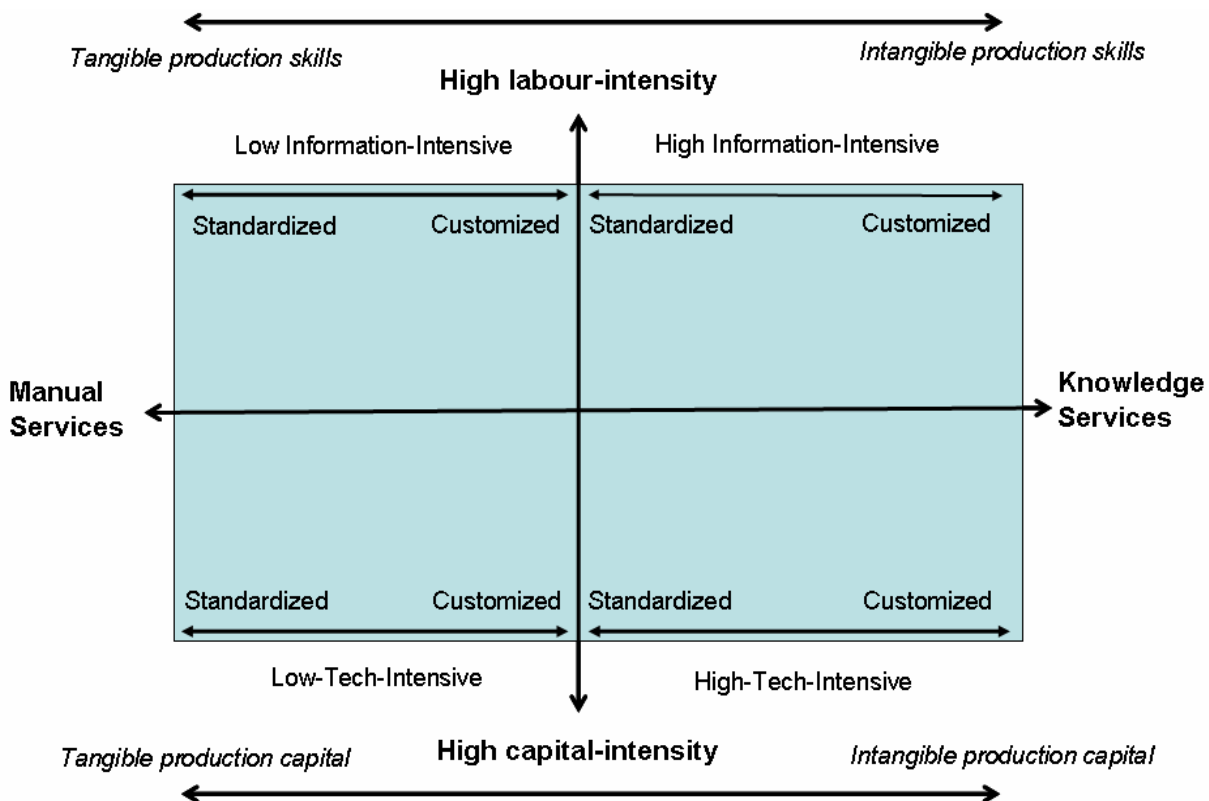 Tangible production skills
Intangible production skills
High labour-intensity
Low Information-Intensive
High Information-Intensive
Standardized
Customized
Standardized
Customized
Manual
Services
Knowledge
Services
Standardized
Customized
Standardized
Customized
Low-Tech-Intensive
High-Tech-Intensive
Tangible production capital
High capital-intensity
Intangible production capital